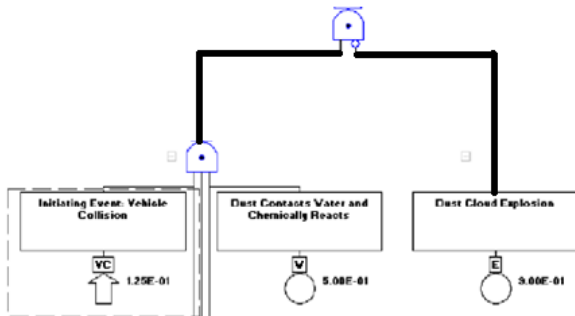 Initiating Event: Vehicle
Collision
Dust Contacts Water and
Chemically Reacts
Dust Cloud Explosion
VC
1.25E-01
W
5.00E-01
E
9.00E-01